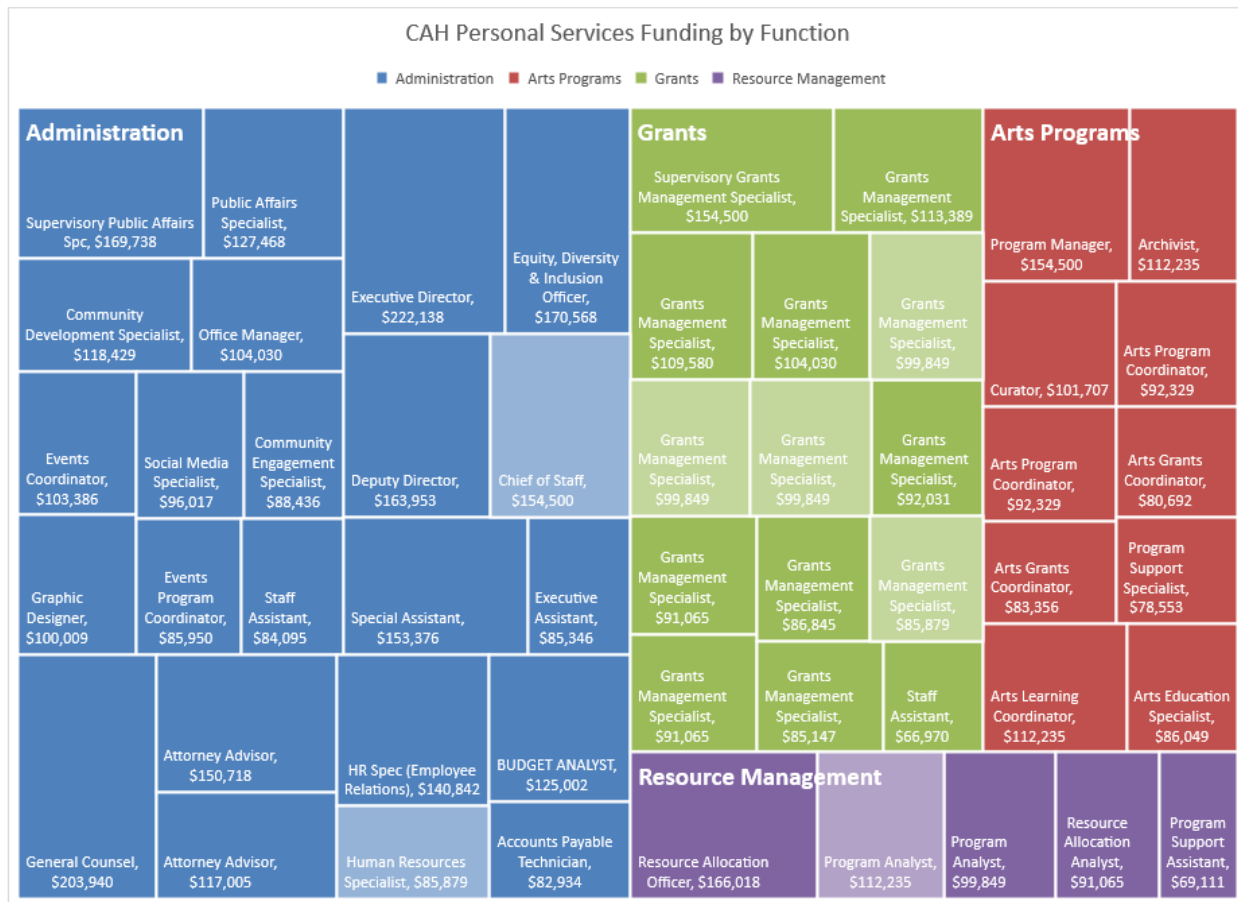 CAH Personal Services Funding by Function
Administration
Arts Programs
Grants
Resource Management
Administration
Supervisory Public Affairs
Spc, $169,738
Public Affairs
Specialist,
$127,468
Community
Development Specialist,
$118,429
Office Manager,
$104,030
Events
Coordinator,
$103,386
Social Media
Specialist,
$96,017
Community
Engagement
Specialist,
$88,436
Graphic
Designer,
$100,009
Events
Program
Coordinator,
$85,950
Staff
Assistant,
$84,095
Executive Director,
$222,138
Equity, Diversity
& Inclusion
Officer,
$170,568
Deputy Director,
$163,953
Chief of Staff,
$154,500
Special Assistant,
$153,376
Executive
Assistant,
$85,346
General Counsel,
$203,940
Attorney Advisor,
$150,718
Attorney Advisor,
$117,005
HR Spec (Employee
Relations), $140,842
Human Resources
Specialist, $85,879
BUDGET ANALYST,
$125,002
Accounts Payable
Technician,
$82,934
Grants
Supervisory Grants
Management Specialist,
$154,500
Grants
Management
Specialist, $113,389
Grants
Management
Specialist,
$109,580
Grants
Management
Specialist,
$104,030
Grants
Management
Specialist,
$99,849
Grants
Management
Specialist,
$99,849
Grants
Management
Specialist,
$99,849
Grants
Management
Specialist,
$92,031
Grants
Management
Specialist,
$91,065
Grants
Management
Specialist,
$86,845
Grants
Management
Specialist,
$85,879
Grants
Management
Specialist,
$91,065
Grants
Management
Specialist,
$85,147
Staff
Assistant,
$66,970
Arts Programs
Program Manager,
$154,500
Archivist,
$112,235
Curator, $101,707
Arts Program
Coordinator,
$92,329
Arts Program
Coordinator,
$92,329
Arts Grants
Coordinator,
$80,692
Arts Grants
Coordinator,
$83,356
Program
Support
Specialist,
$78,553
Arts Learning
Coordinator,
$112,235
Arts Education
Specialist,
$86,049
Resource Management
Resource Allocation
Officer, $166,018
Program Analyst,
$112,235
Program
Analyst,
$99,849
Resource
Allocation
Analyst,
$91,065
Program
Support
Assistant,
$69,111